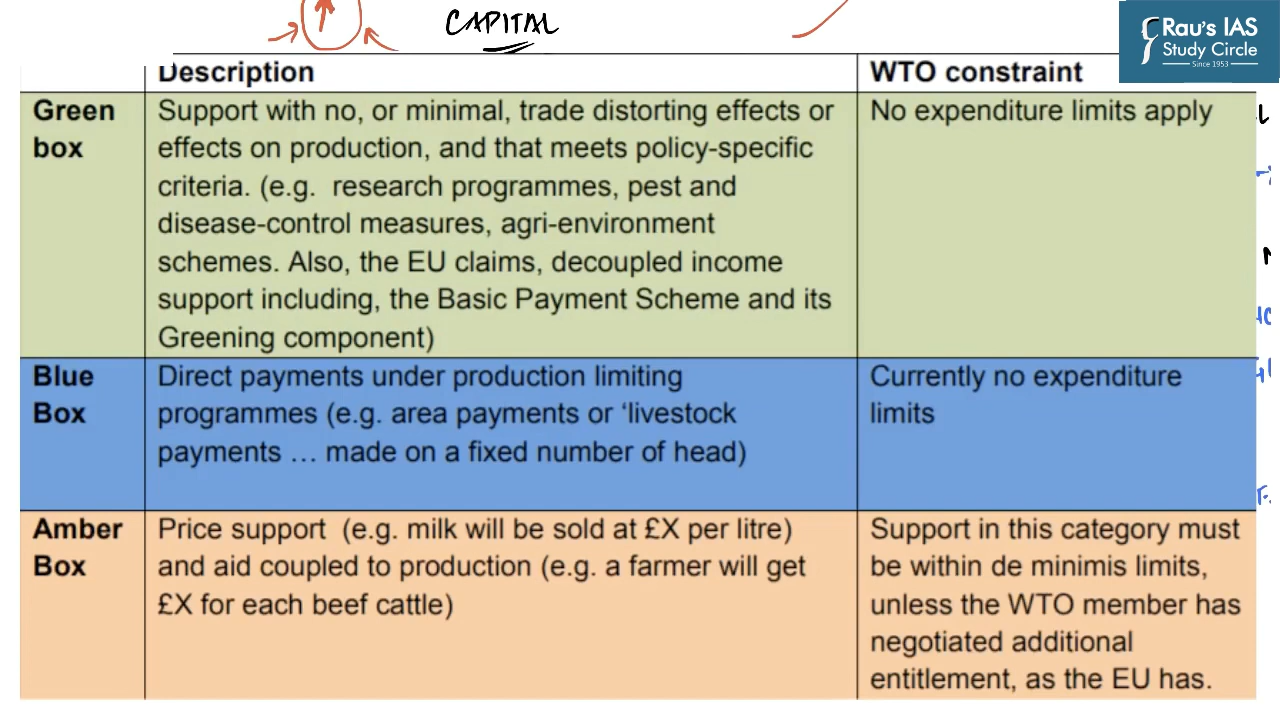 CAPITAL
Rau's IAS
Study Circle
Since 1953
Description
WTO constraint
Green
box
Support with no, or minimal, trade distorting effects or
effects on production, and that meets policy-specific
criteria. (e.g.  research programmes, pest and
disease-control measures, agri-environment
schemes. Also, the EU claims, decoupled income
support including, the Basic Payment Scheme and its
Greening component)
No expenditure limits apply
Blue
Box
Direct payments under production limiting
programmes (e.g. area payments or ‘livestock
payments … made on a fixed number of head)
Currently no expenditure
limits
Amber
Box
Price support  (e.g. milk will be sold at £X per litre)
and aid coupled to production (e.g. a farmer will get
£X for each beef cattle)
Support in this category must
be within de minimis limits,
unless the WTO member has
negotiated additional
entitlement, as the EU has.